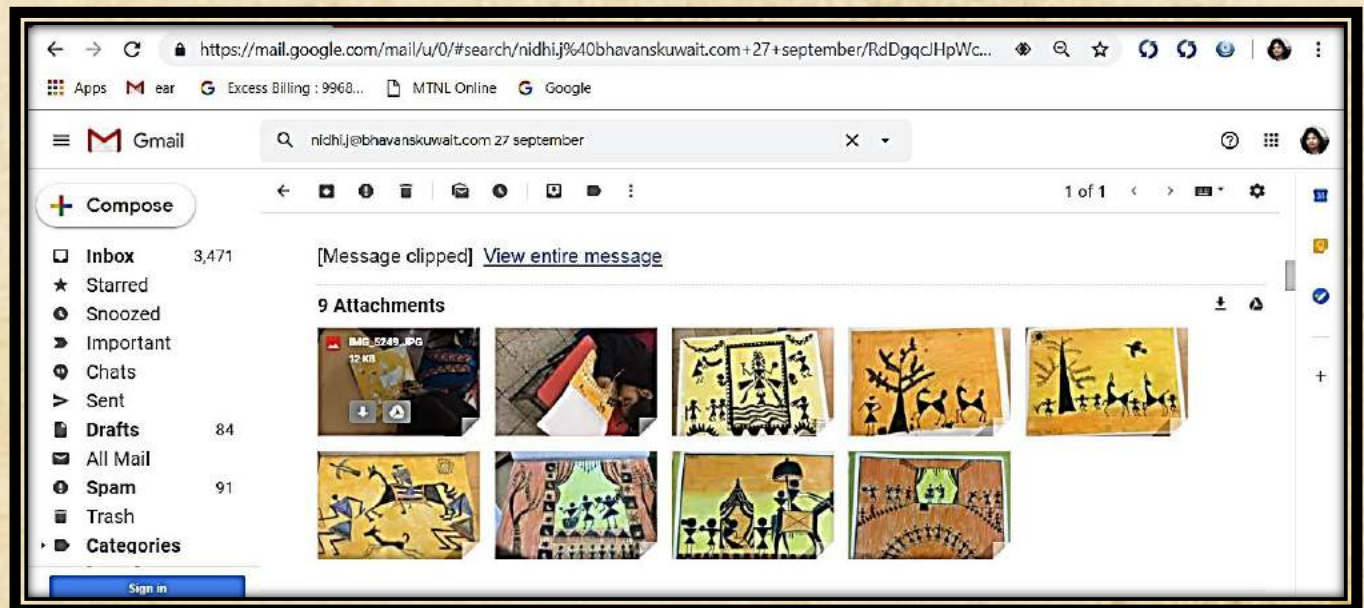 https://mail.google.com/mail/u/0/#search/nidhi.j%40bhavanskuwait.com+27+september/RdDgqcJHpWc...
Apps M ear G Excess Billing : 9968... MTNL Online G Google
Gmail nidhi.j@bhavanskuwait.com 27 september
Compose 1 of 1
Inbox 3,471
[Message clipped] View entire message
Starred
Snoozed
9 Attachments
Important
IMG_5249.JPG
12 KB
Chats
Sent
Drafts 84
All Mail
Spam 91
Trash
Categories
Sign in